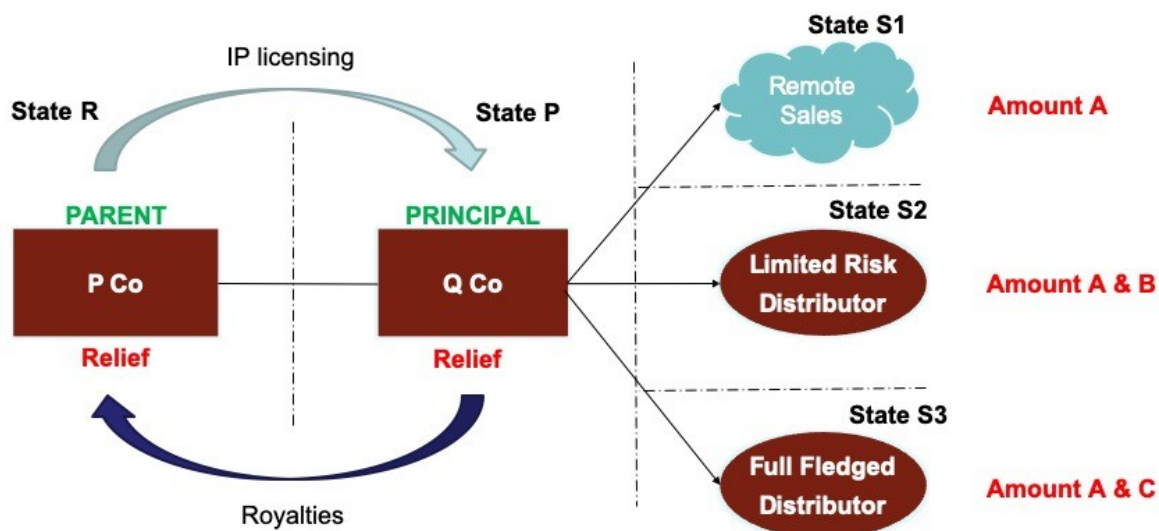 State S1
IP licensing
Remote
Sales
Amount A
State R
State P
PARENT
PRINCIPAL
State S2
P Co
Q Co
Limited Risk
Distributor
Amount A & B
Relief
Relief
State S3
Full Fledged
Distributor
Amount A & C
Royalties